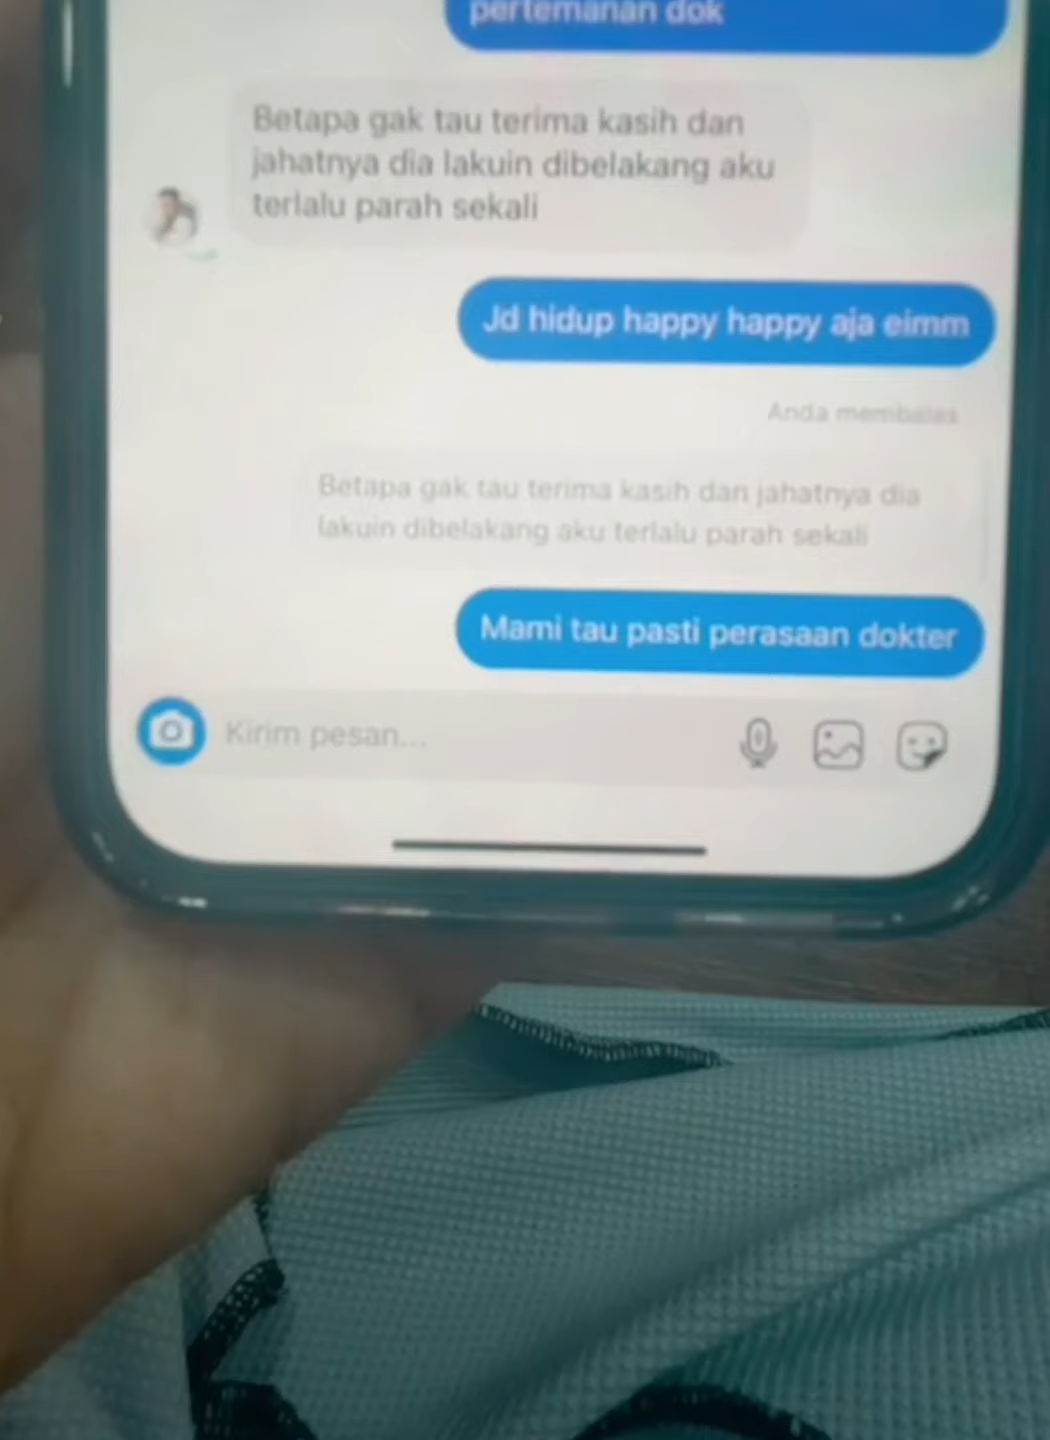 pertemanan dok
Betapa gak tau terima kasih dan
jahatnya dia lakuin dibelakang aku
terlalu parah sekali
Jd hidup happy happy aja eimm
Anda membalas
Betapa gak tau terima kasih dan jahatnya dia
lakuin dibelakang aku terlalu parah sekali
Mami tau pasti perasaan dokter
Kirim pesan...